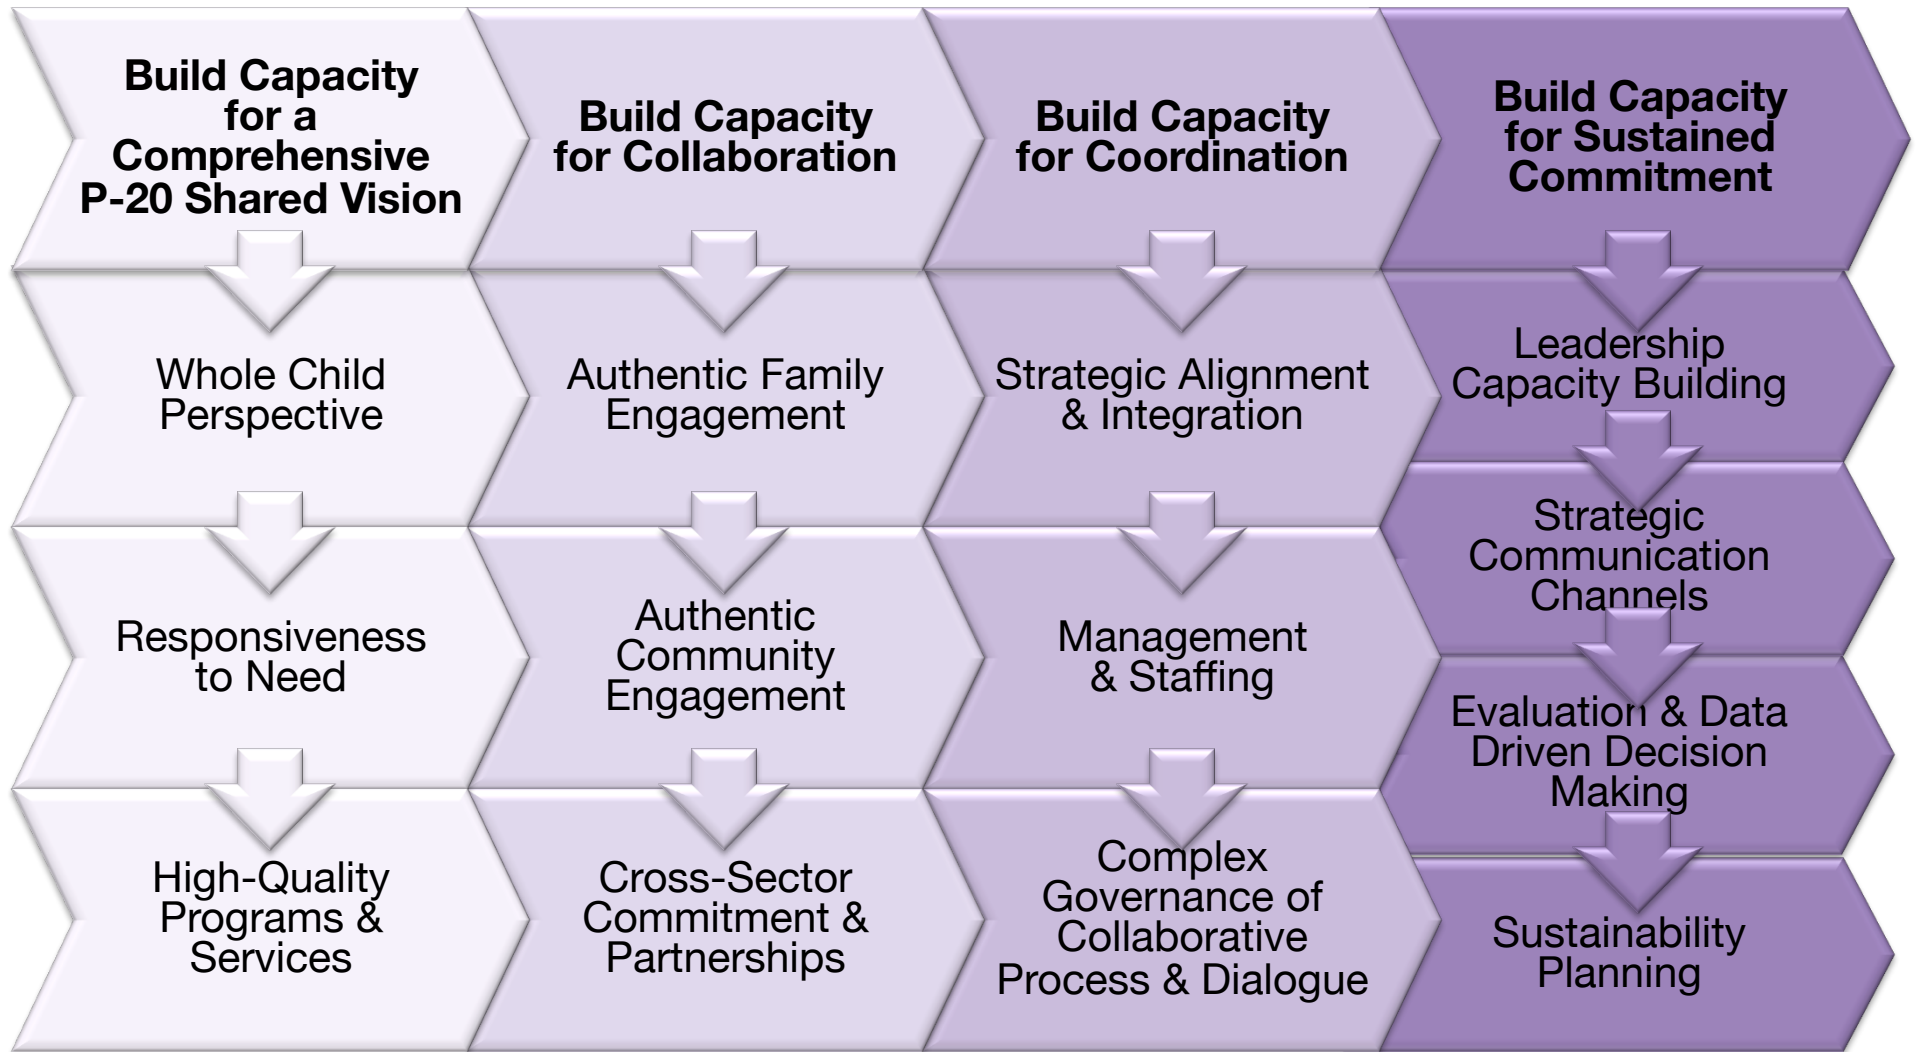 Build Capacity
for a
Comprehensive
P-20 Shared Vision
Whole Child
Perspective
Responsiveness
to Need
High-Quality
Programs &
Services
Build Capacity
for Collaboration
Authentic Family
Engagement
Authentic
Community
Engagement
Cross-Sector
Commitment &
Partnerships
Build Capacity
for Coordination
Strategic Alignment
& Integration
Management
& Staffing
Complex
Governance of
Collaborative
Process & Dialogue
Build Capacity
for Sustained
Commitment
Leadership
Capacity Building
Strategic
Communication
Channels
Evaluation & Data
Driven Decision
Making
Sustainability
Planning